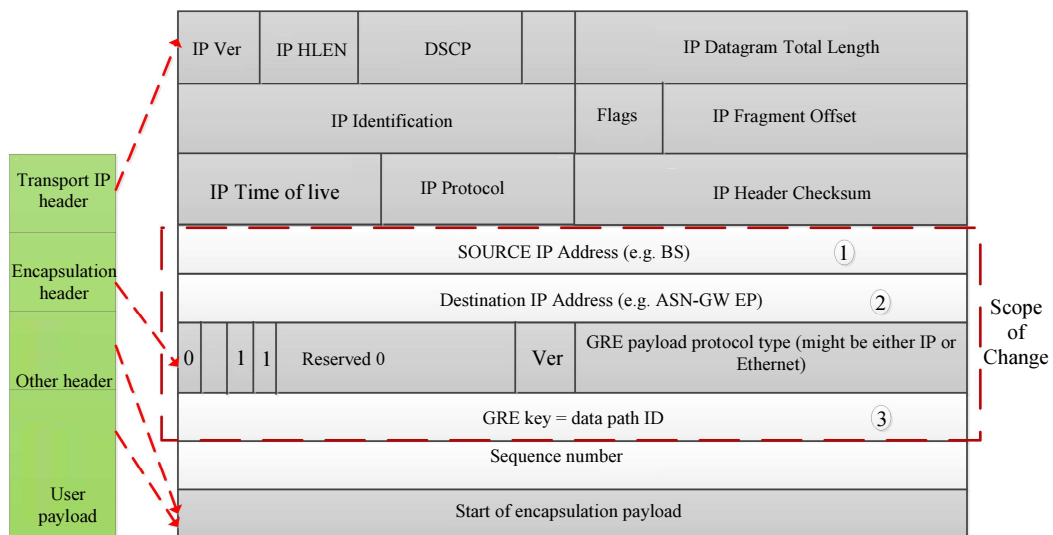 IP Ver
IP HLEN
DSCP
IP Datagram Total Length
IP Identification
Flags
IP Fragment Offset
IP Time of live
IP Protocol
IP Header Checksum
SOURCE IP Address (e.g. BS)
1
Destination IP Address (e.g. ASN-GW EP)
2
0
1
1
Reserved 0
Ver
GRE payload protocol type (might be either IP or
Ethernet)
GRE key = data path ID
3
Sequence number
Start of encapsulation payload
Transport IP
header
Encapsulation
header
Other header
User
payload
Scope
of
Change